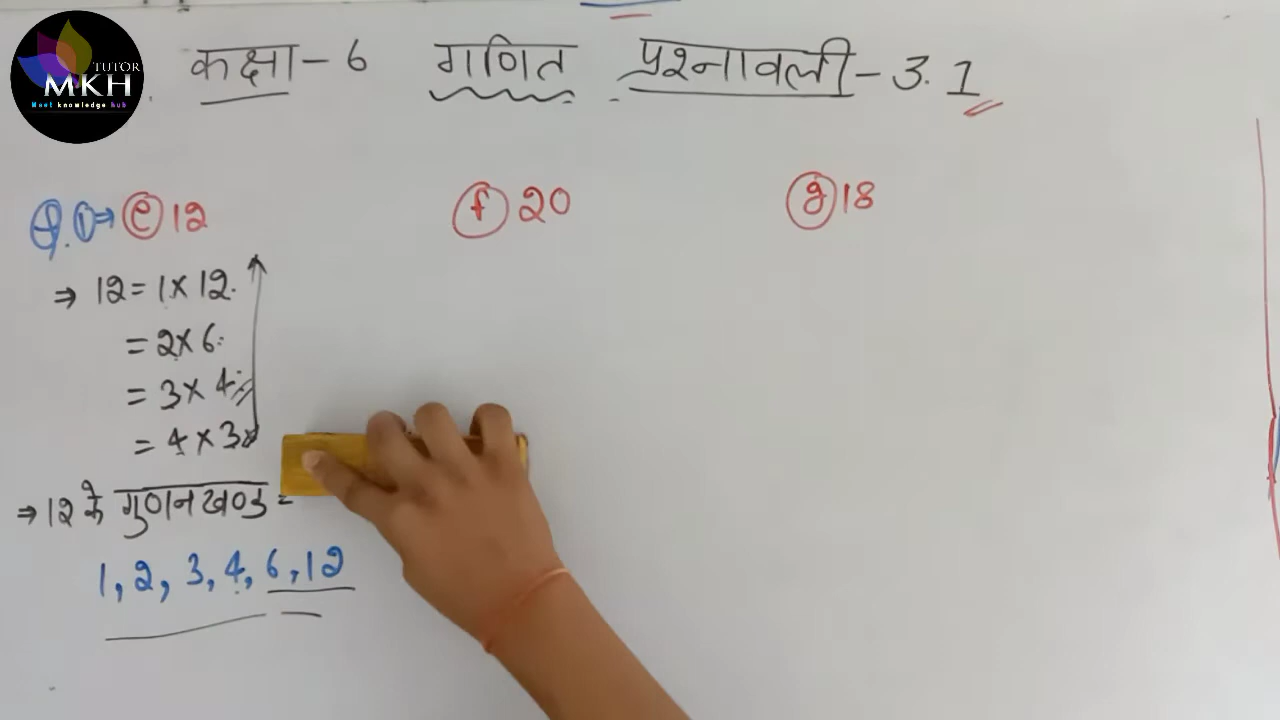 TUTOR
MKH
Meet knowledge hub
कक्षा - 6 गणित प्रश्नावली - 3.1
Q.1 ⇒ (e) 12
(f) 20
(g) 18
⇒ 12 = 1 × 12
= 2 × 6
= 3 × 4
= 4 × 3
⇒ 12 के गुणनखण्ड =
1, 2, 3, 4, 6, 12